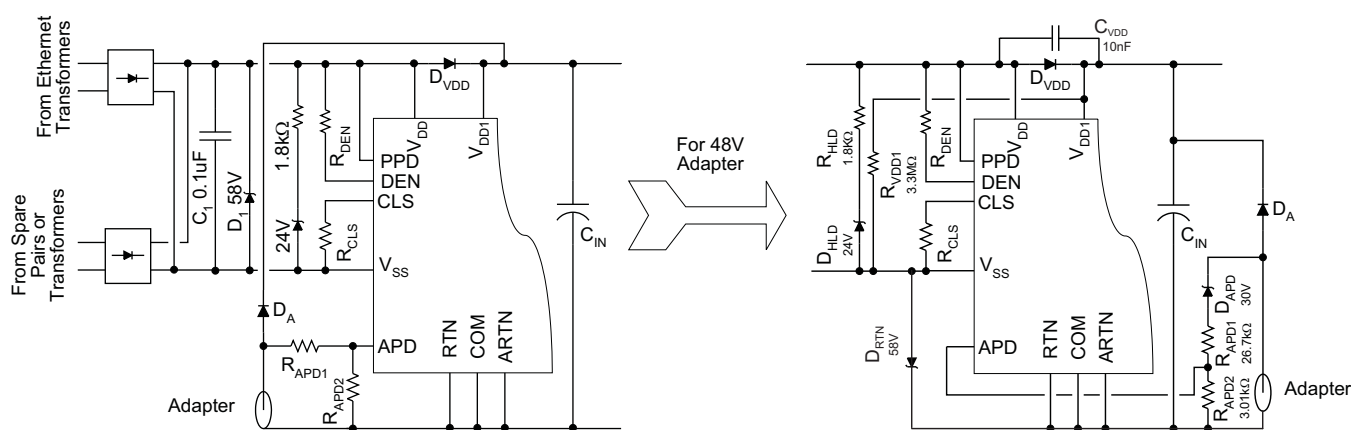 From Ethernet
Transformers
From Spare
Pairs or
Transformers
C1 0.1uF
D1 58V
1.8kΩ
24V
RDEN
RCLS
DVDD
VDD
VDD1
PPD
DEN
CLS
VSS
APD
RTN
COM
ARTN
CIN
DA
RAPD1
RAPD2
Adapter
For 48V
Adapter
CVDD
10nF
DVDD
RHLD
1.8kΩ
DHLD
24V
RVDD1
3.3MΩ
RDEN
RCLS
VDD
VDD1
PPD
DEN
CLS
VSS
APD
RTN
COM
ARTN
DRTN
58V
CIN
DA
DAPD
30V
RAPD1
26.7kΩ
RAPD2
3.01kΩ
Adapter